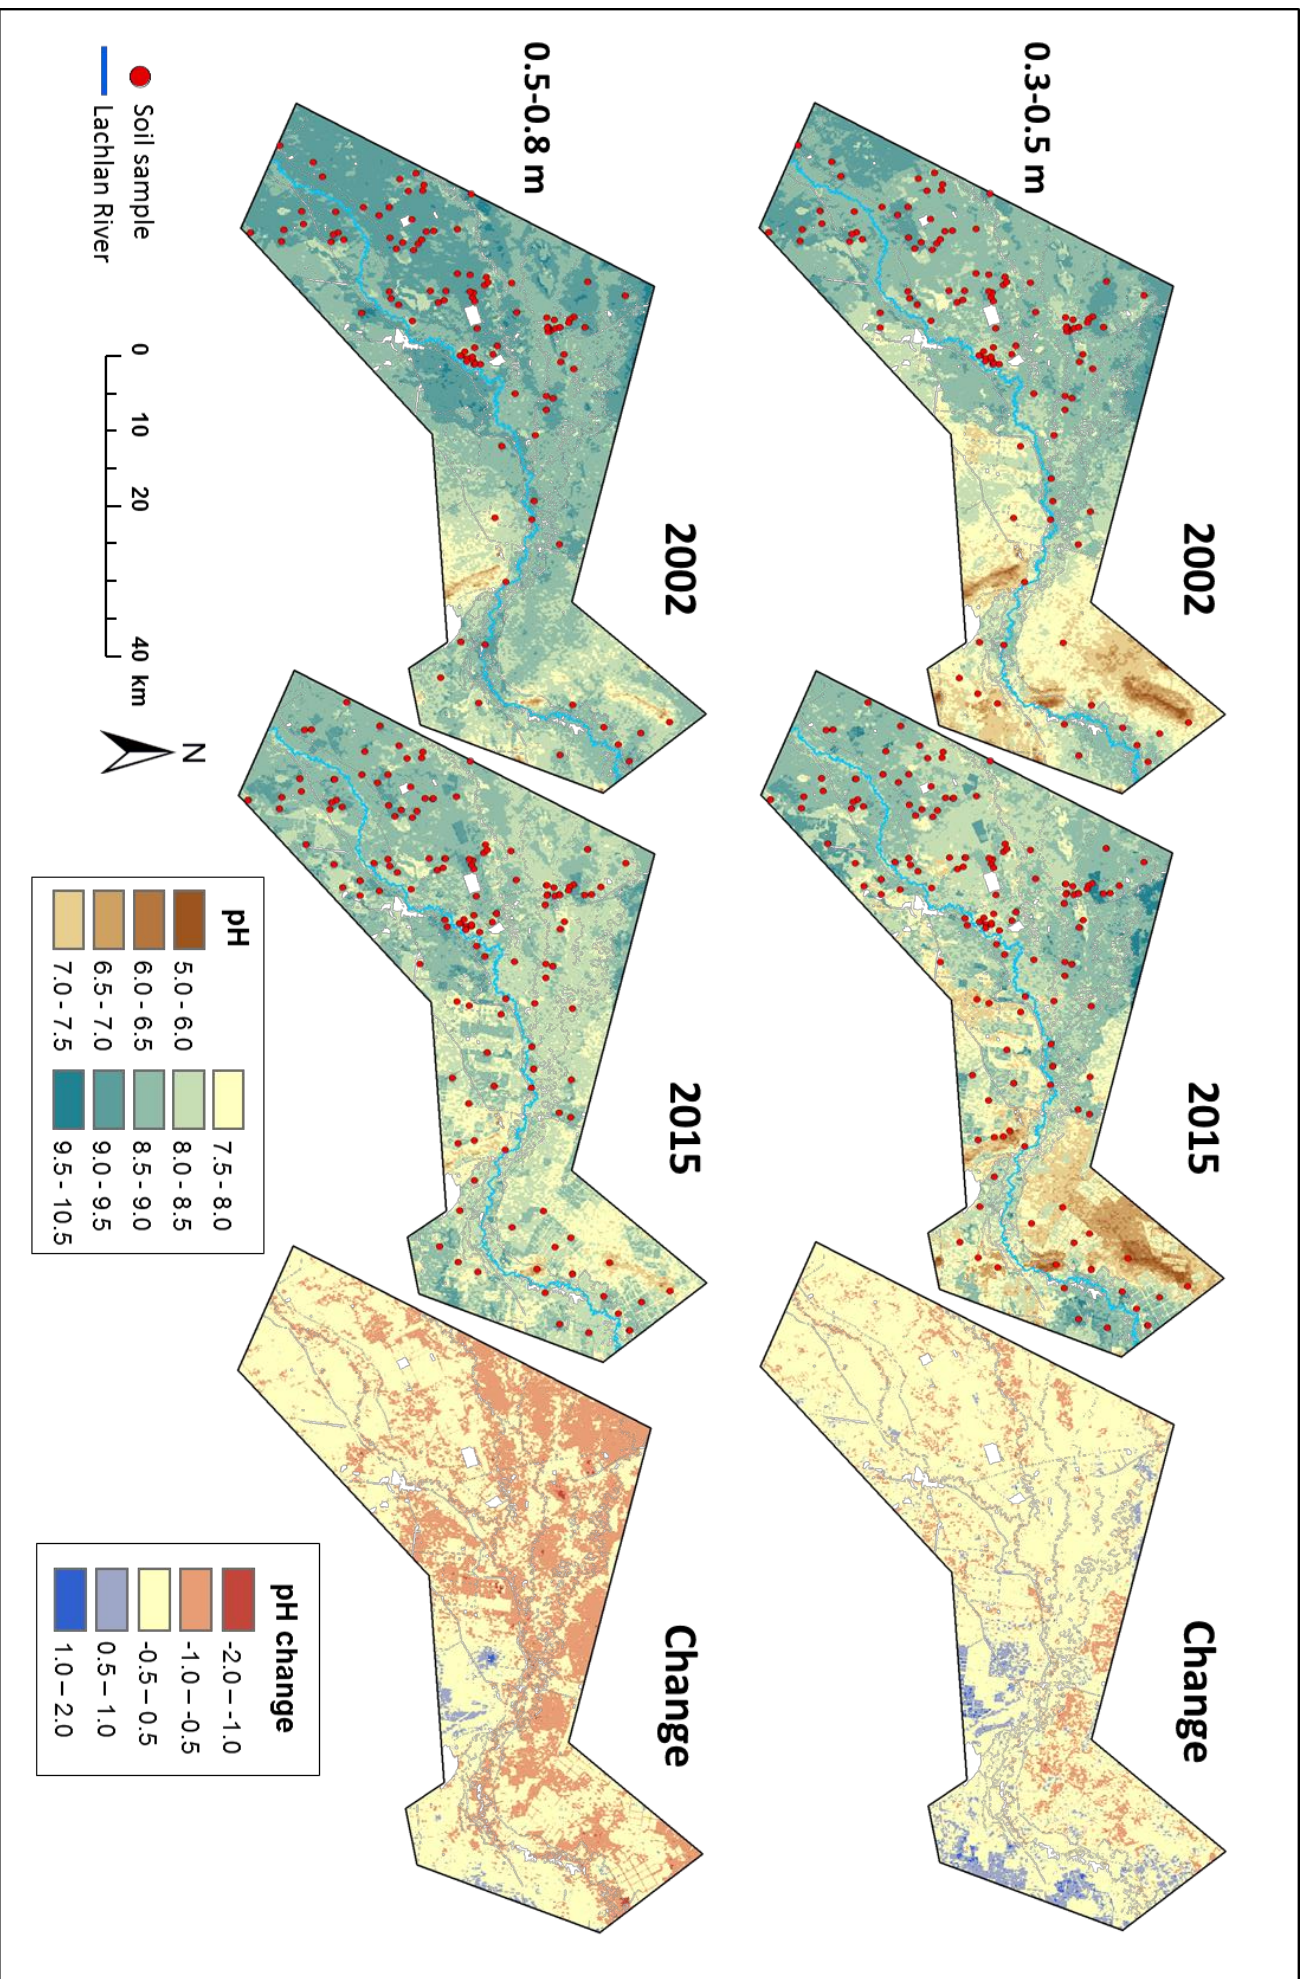 2002
2015
Change
0.3-0.5 m
2002
2015
Change
0.5-0.8 m
Soil sample
Lachlan River
0 10 20 40 km
N
pH
5.0 - 6.0
6.0 - 6.5
6.5 - 7.0
7.0 - 7.5
7.5 - 8.0
8.0 - 8.5
8.5 - 9.0
9.0 - 9.5
9.5 - 10.5
pH change
-2.0 – -1.0
-1.0 – -0.5
-0.5 – 0.5
0.5 – 1.0
1.0 – 2.0